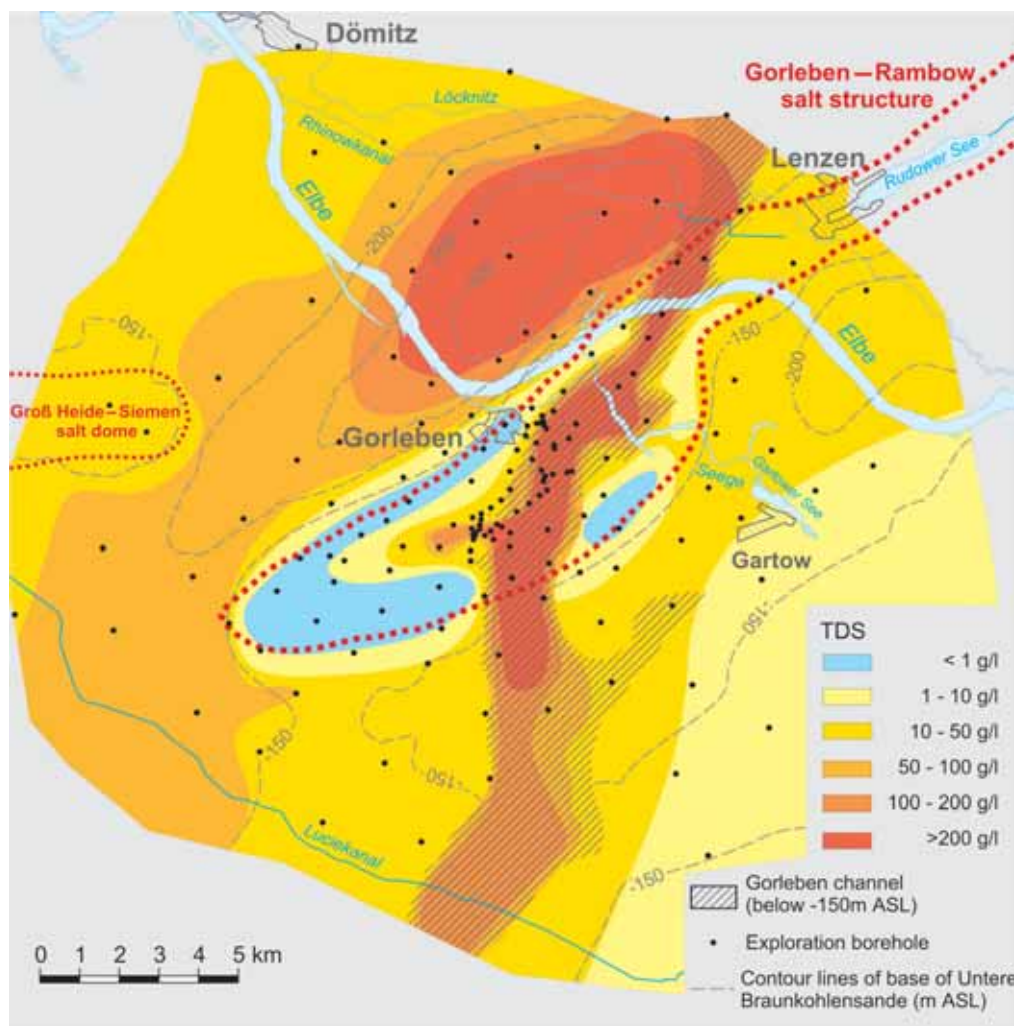 Dömitz
Gorleben – Rambow
salt structure
Löcknitz
Rhinowkanal
Lenzen
Rudower See
Elbe
-200
-150
-150
-150
Elbe
-200
Groß Heide–Siemen
salt dome
Gorleben
Seege
Gartower See
Gartow
-150
-150
-150
Luciekanal
-150
TDS
< 1 g/l
1 - 10 g/l
10 - 50 g/l
50 - 100 g/l
100 - 200 g/l
>200 g/l
Gorleben channel
(below -150m ASL)
Exploration borehole
Contour lines of base of Untere
Braunkohlensande (m ASL)
0 1 2 3 4 5 km